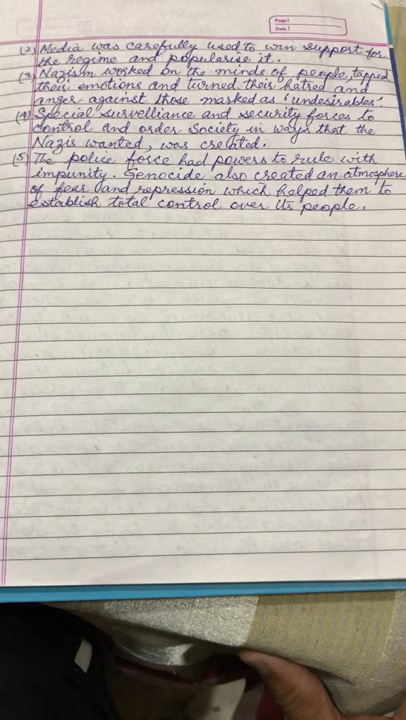 Page:
Date:
(2) Media was carefully used to win support for
the regime and popularise it.
(3) Nazism worked on the minds of people, tapped
their emotions and turned their hatred and
anger against those marked as 'undesirables'.
(4) Special survelliance and security forces to
control and order society in ways that the
Nazis wanted, was created.
(5) The police force had powers to rule with
impunity. Genocide also created an atmosphere
of fear and repression which helped them to
establish total control over its people.